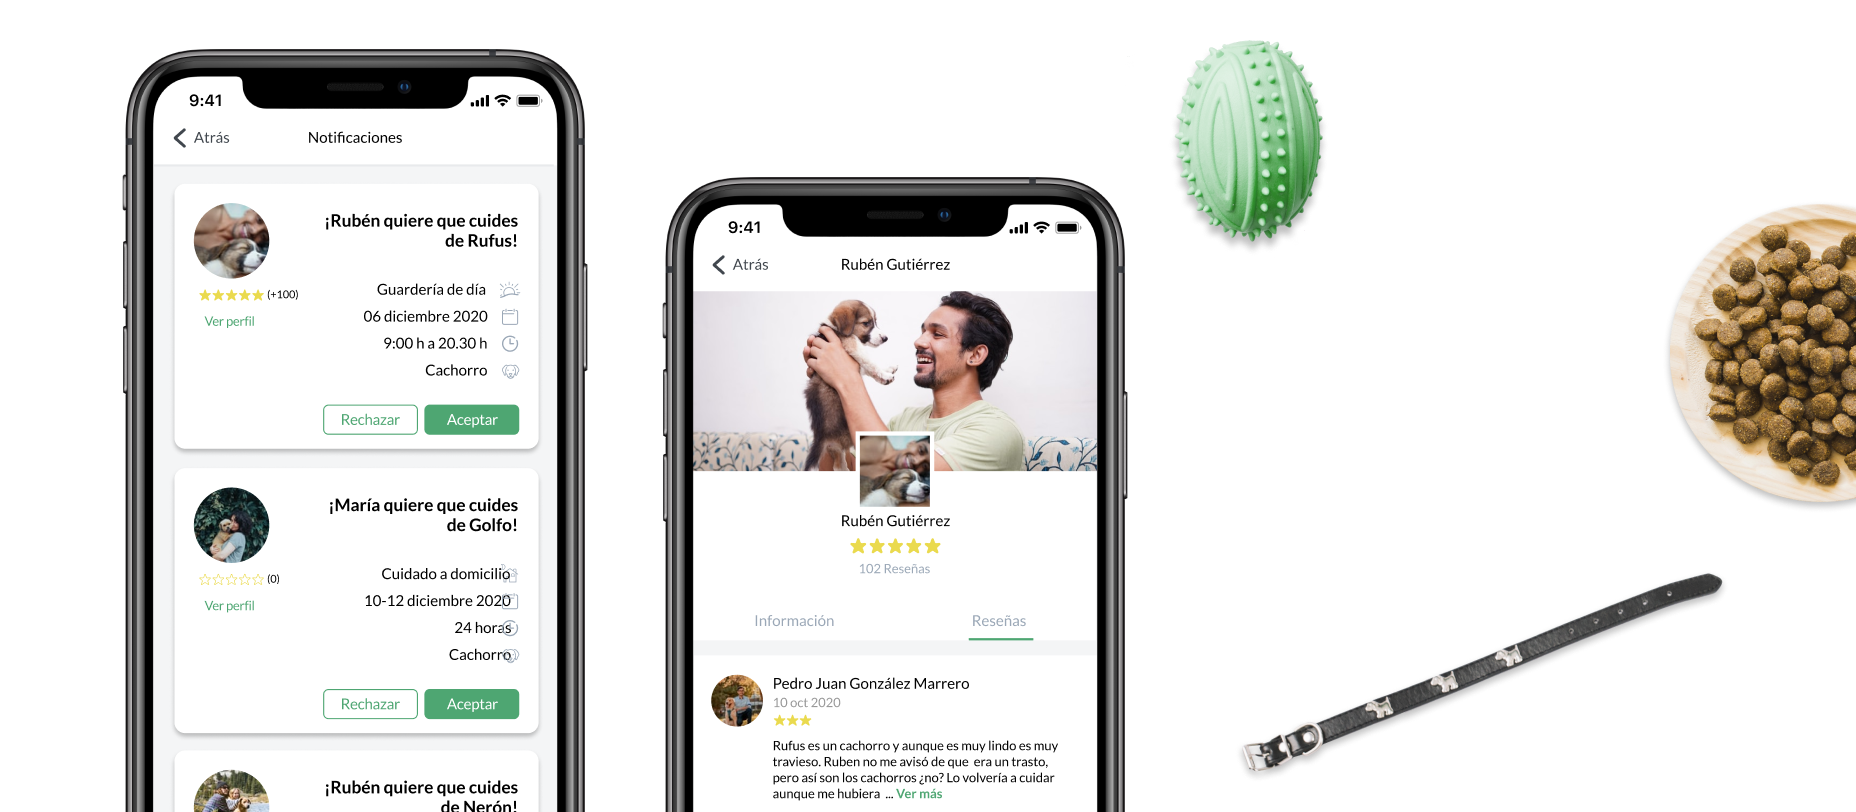 9:41
Atrás
Notificaciones
¡Rubén quiere que cuides
de Rufus!
(+100)
Ver perfil
Guardería de día
06 diciembre 2020
9:00 h a 20.30 h
Cachorro
Rechazar
Aceptar
¡María quiere que cuides
de Golfo!
(0)
Ver perfil
Cuidado a domicilio
10-12 diciembre 2020
24 horas
Cachorro
Rechazar
Aceptar
¡Rubén quiere que cuides
de Nerón!
9:41
Atrás
Rubén Gutiérrez
Rubén Gutiérrez
102 Reseñas
Información
Reseñas
Pedro Juan González Marrero
10 oct 2020
Rufus es un cachorro y aunque es muy lindo es muy
travieso. Ruben no me avisó de que era un trasto,
pero así son los cachorros ¿no? Lo volvería a cuidar
aunque me hubiera ... Ver más